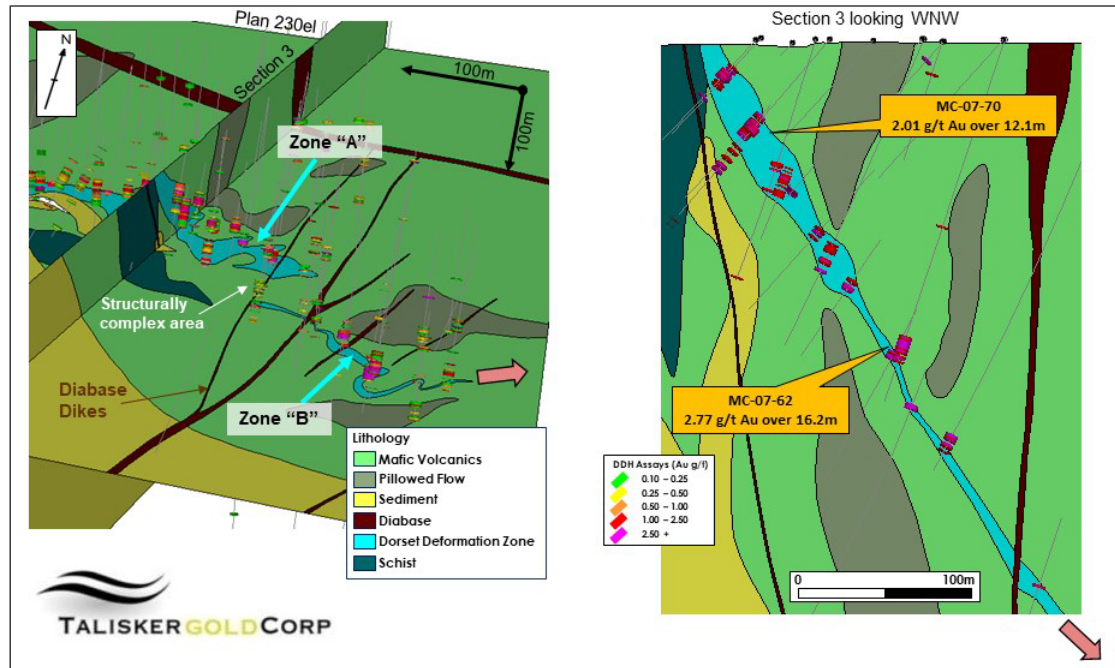 Plan 230el
N
Section 3
100m
100m
Zone "A"
Structurally
complex area
Diabase
Dikes
Zone "B"
Lithology
Mafic Volcanics
Pillowed Flow
Sediment
Diabase
Dorset Deformation Zone
Schist
TALISKER GOLD CORP
Section 3 looking WNW
MC-07-70
2.01 g/t Au over 12.1m
MC-07-62
2.77 g/t Au over 16.2m
DDH Assays (Au g/t)
0.10 – 0.25
0.25 – 0.50
0.50 – 1.00
1.00 – 2.50
2.50 +
0 100m